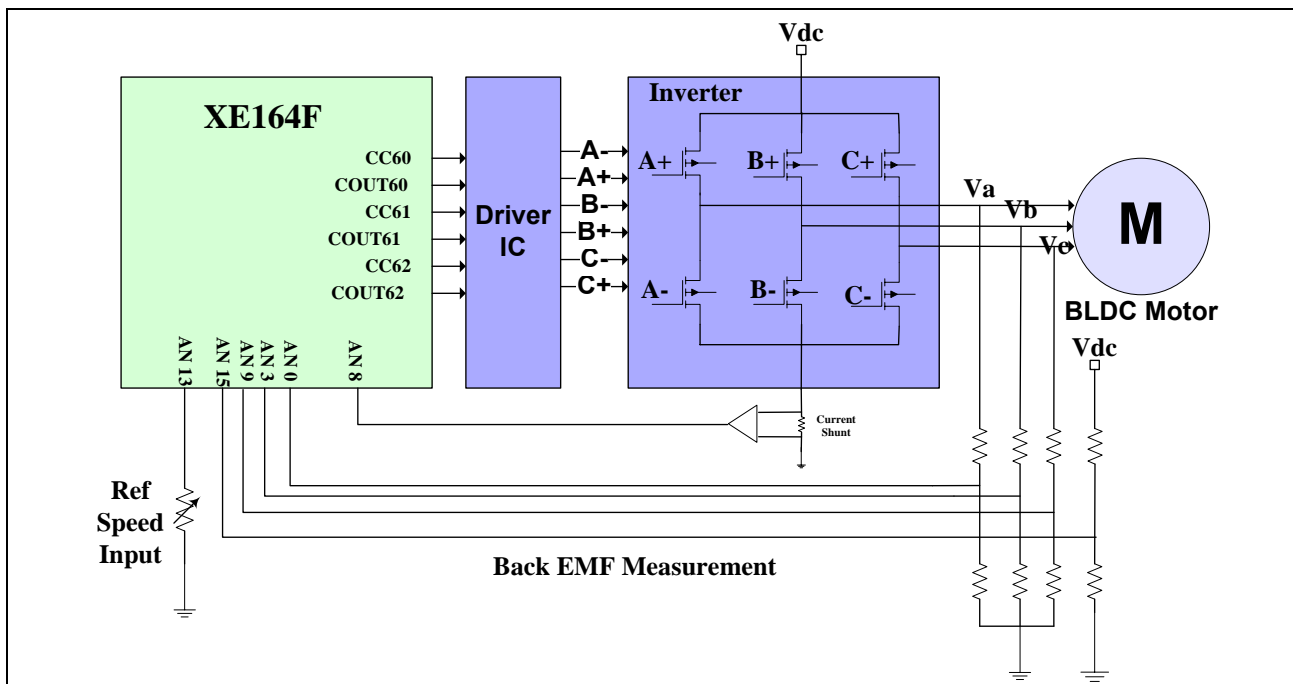 Vdc
XE164F
Inverter
CC60
COUT60
CC61
COUT61
CC62
COUT62
Driver
IC
A-
A+
B-
B+
C-
C+
A+
B+
C+
A-
B-
C-
Va
Vb
Vc
M
BLDC Motor
Vdc
AN 13
AN 15
AN 9
AN 3
AN 0
AN 8
Current
Shunt
Ref
Speed
Input
Back EMF Measurement